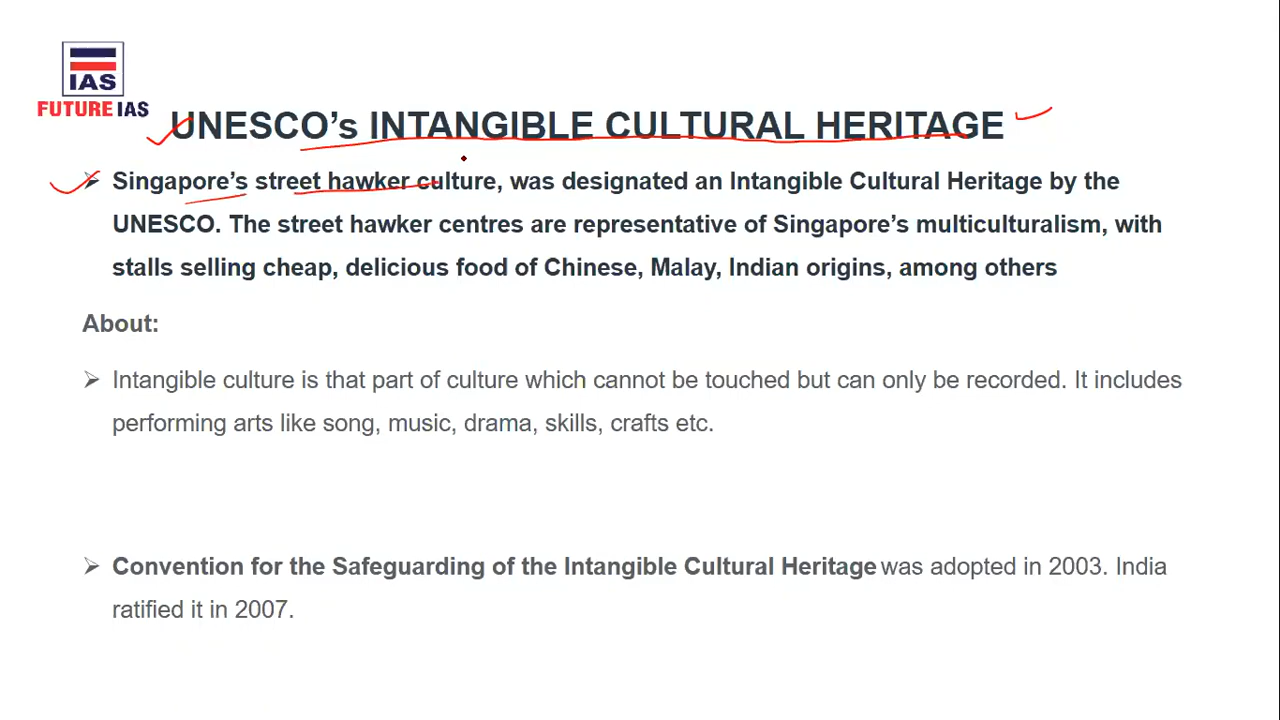 IAS
FUTURE IAS
UNESCO’s INTANGIBLE CULTURAL HERITAGE
➢ Singapore’s street hawker culture, was designated an Intangible Cultural Heritage by the
UNESCO. The street hawker centres are representative of Singapore’s multiculturalism, with
stalls selling cheap, delicious food of Chinese, Malay, Indian origins, among others
About:
➢ Intangible culture is that part of culture which cannot be touched but can only be recorded. It includes
performing arts like song, music, drama, skills, crafts etc.
➢ Convention for the Safeguarding of the Intangible Cultural Heritage was adopted in 2003. India
ratified it in 2007.